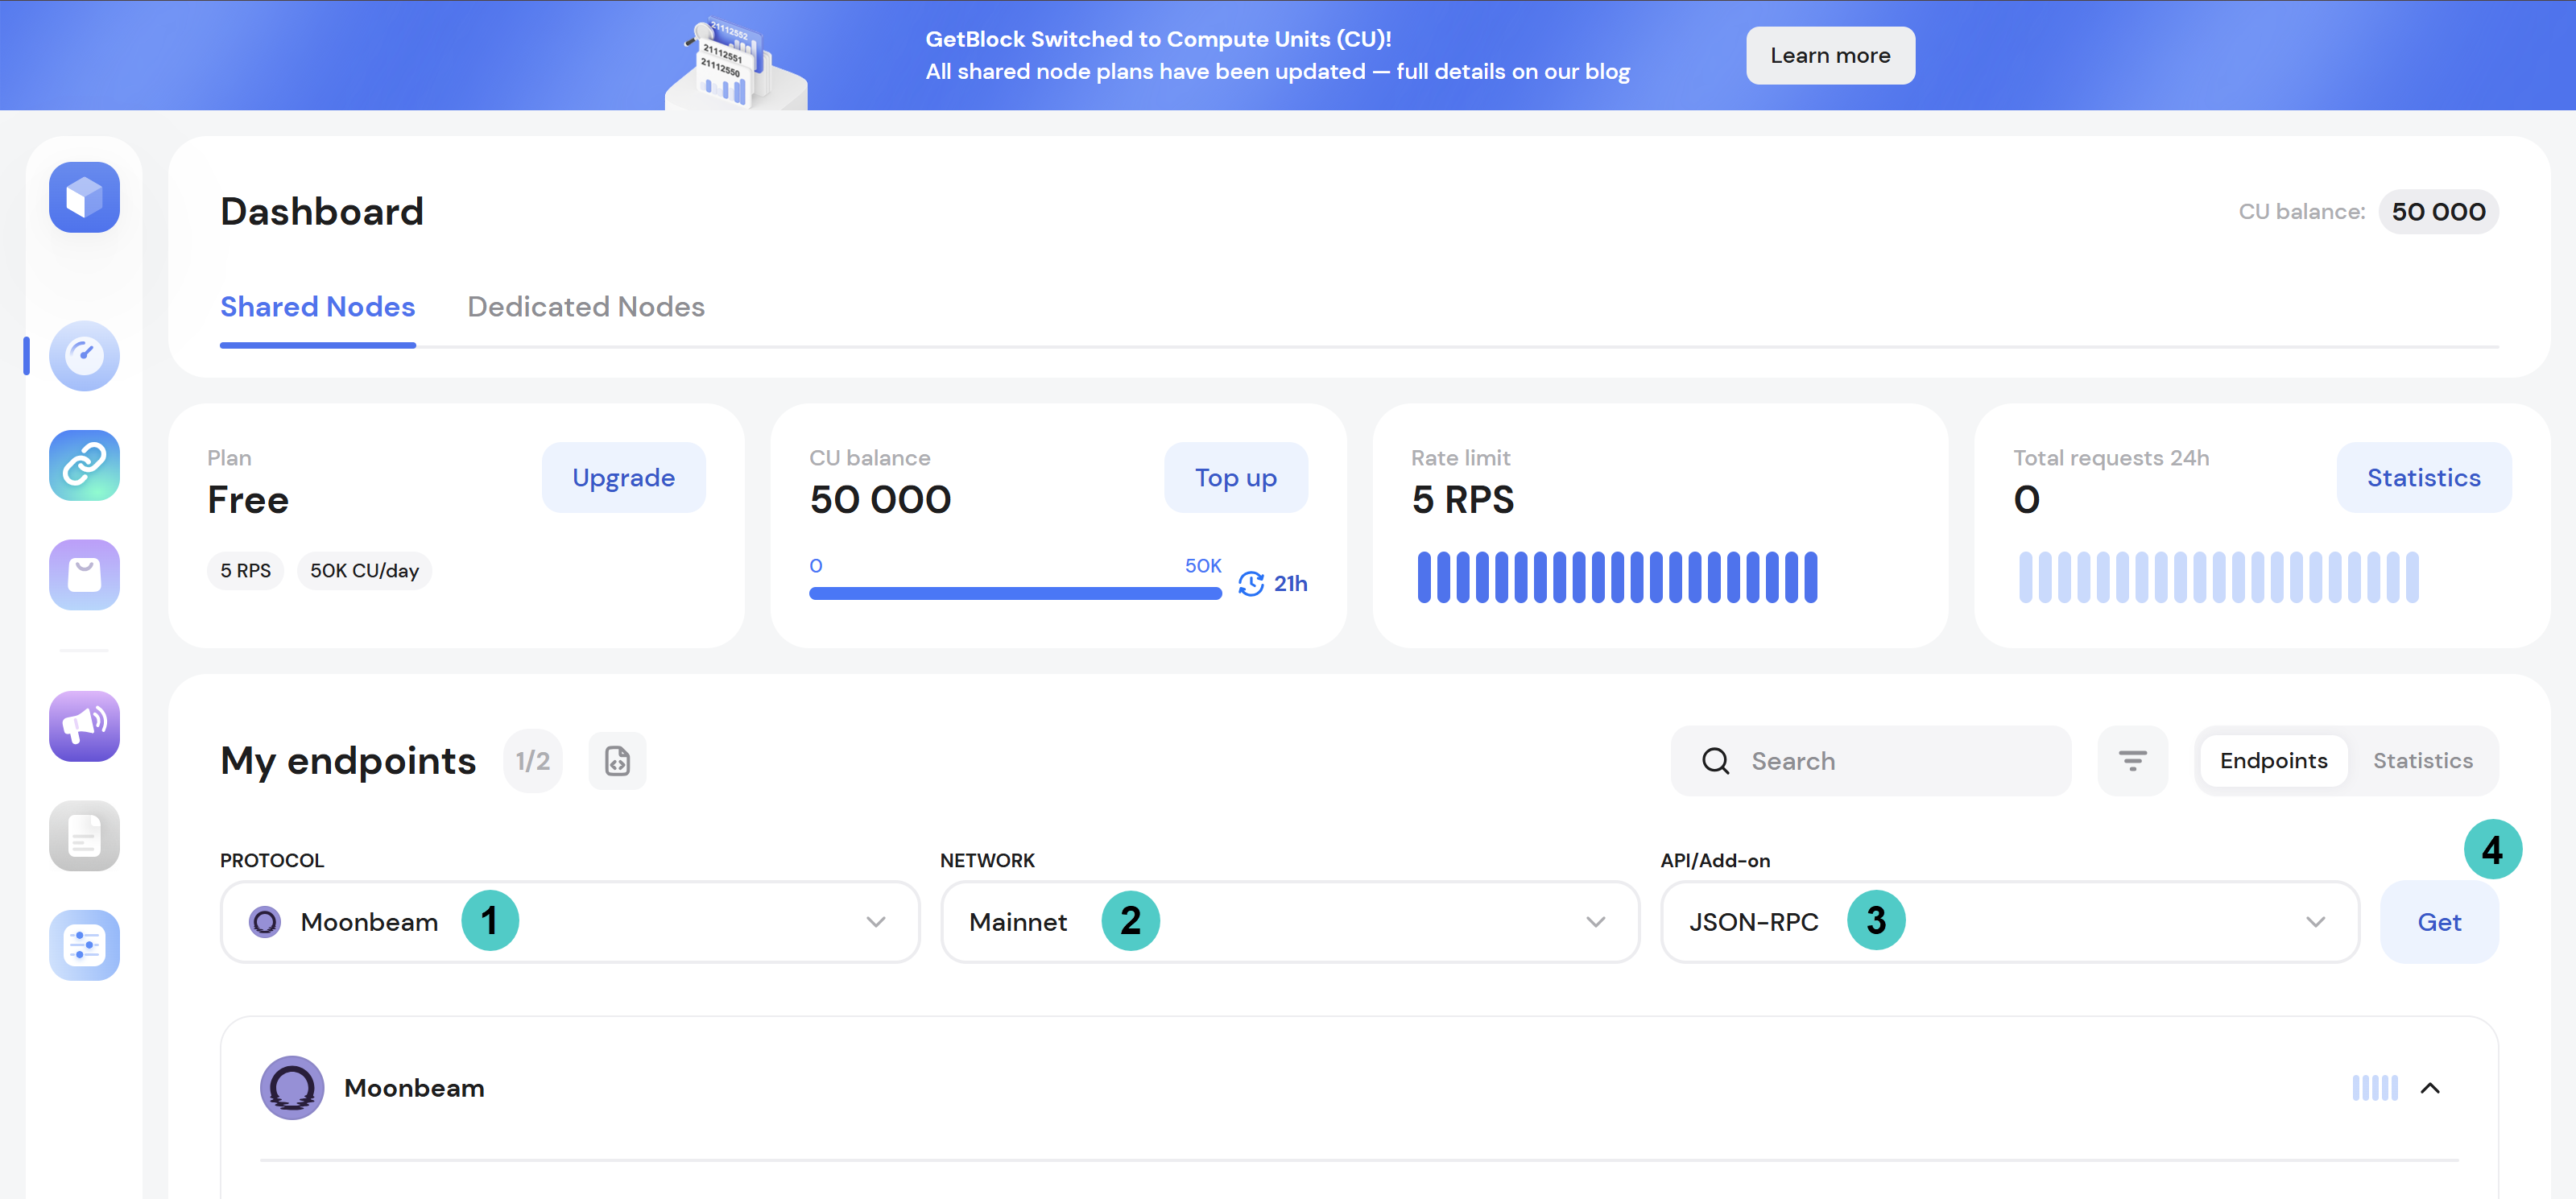 21112552
21112551
21112550
GetBlock Switched to Compute Units (CU)!
All shared node plans have been updated — full details on our blog
Learn more
Dashboard
CU balance: 50 000
Shared Nodes
Dedicated Nodes
Plan
Free
Upgrade
5 RPS
50K CU/day
CU balance
50 000
Top up
0
50K
21h
Rate limit
5 RPS
Total requests 24h
0
Statistics
My endpoints
1/2
Search
Endpoints
Statistics
4
PROTOCOL
NETWORK
API/Add-on
Moonbeam 1
Mainnet 2
JSON-RPC 3
Get
Moonbeam